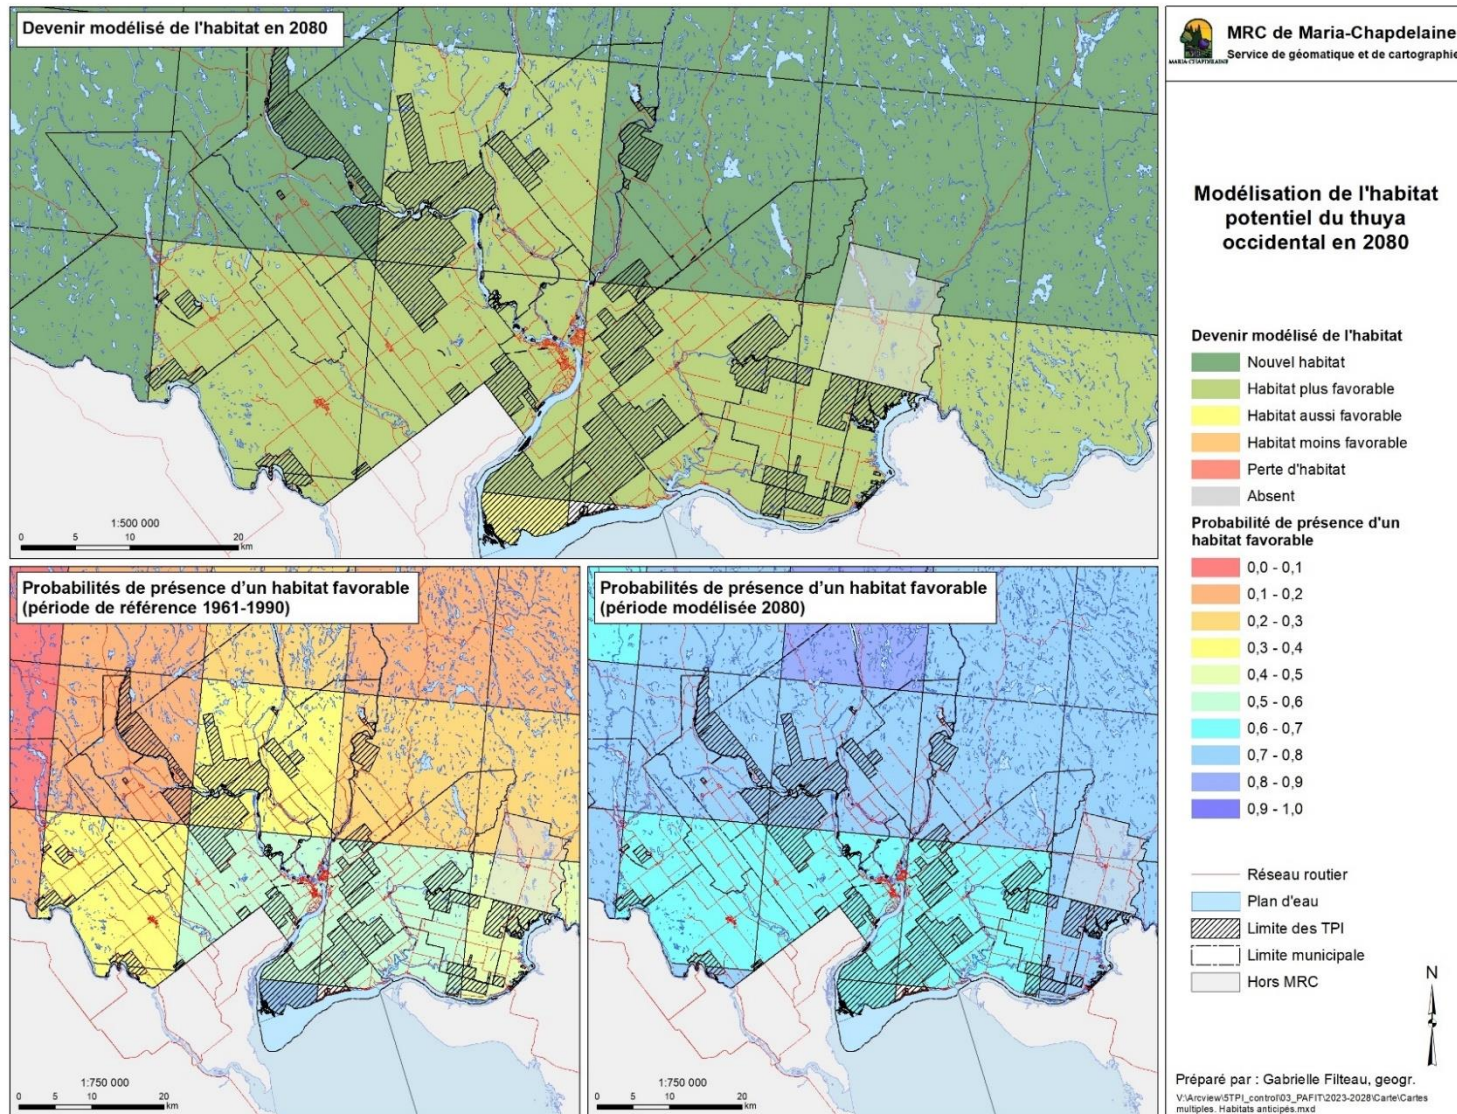 Devenir modélisé de l'habitat en 2080
1:500 000
0 5 10 20
km
Probabilités de présence d'un habitat favorable
(période de référence 1961-1990)
1:750 000
0 5 10 20
km
Probabilités de présence d'un habitat favorable
(période modélisée 2080)
1:750 000
0 5 10 20
km
MRC de Maria-Chapdelaine
Service de géomatique et de cartographie
MARIA-CHAPDELAINE
Modélisation de l'habitat
potentiel du thuya
occidental en 2080
Devenir modélisé de l'habitat
Nouvel habitat
Habitat plus favorable
Habitat aussi favorable
Habitat moins favorable
Perte d'habitat
Absent
Probabilité de présence d'un
habitat favorable
0,0 - 0,1
0,1 - 0,2
0,2 - 0,3
0,3 - 0,4
0,4 - 0,5
0,5 - 0,6
0,6 - 0,7
0,7 - 0,8
0,8 - 0,9
0,9 - 1,0
Réseau routier
Plan d'eau
Limite des TPI
Limite municipale
Hors MRC
N
Préparé par : Gabrielle Filteau, geogr.
V:\Arcview\5TPI_control\03_PAFIT\2023-2028\Carte\Cartes
multiples. Habitats anticipés.mxd